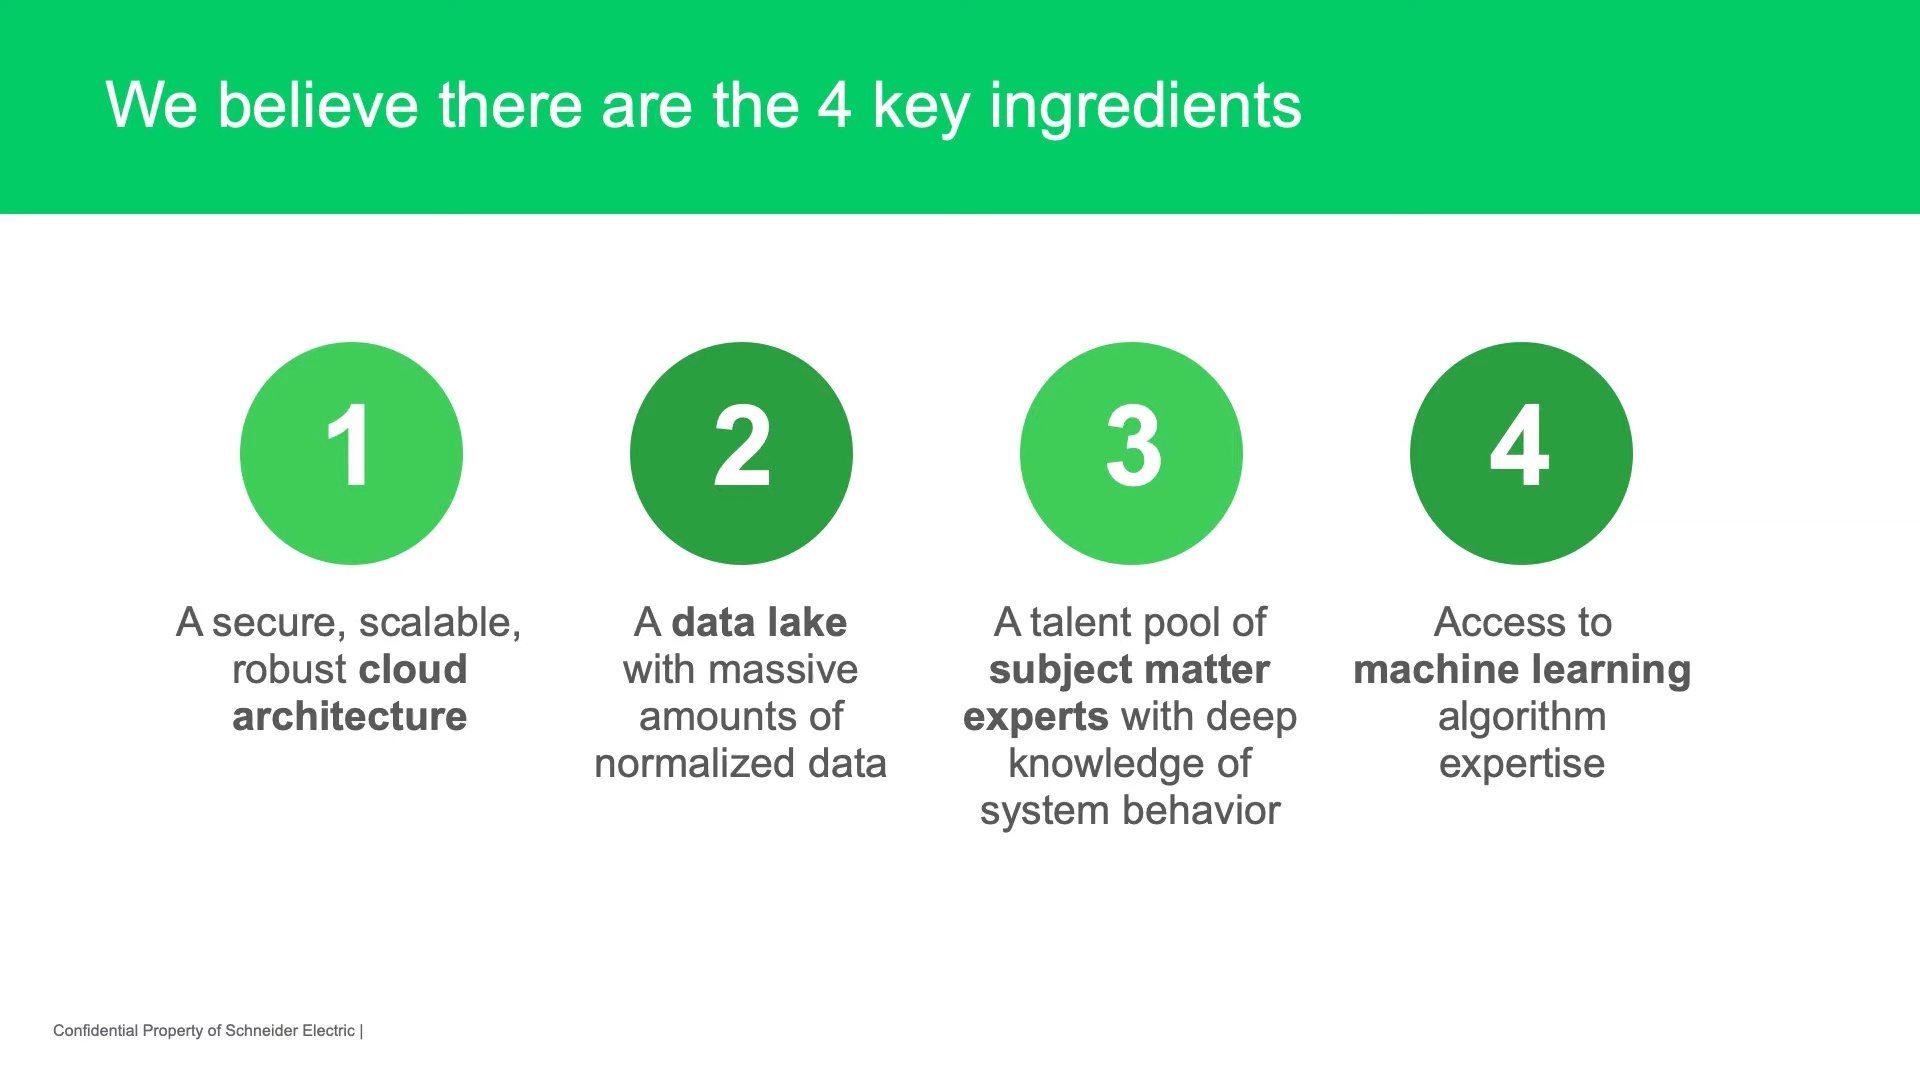 We believe there are the 4 key ingredients
1
A secure, scalable,
robust cloud
architecture
2
A data lake
with massive
amounts of
normalized data
3
A talent pool of
subject matter
experts with deep
knowledge of
system behavior
4
Access to
machine learning
algorithm
expertise
Confidential Property of Schneider Electric |